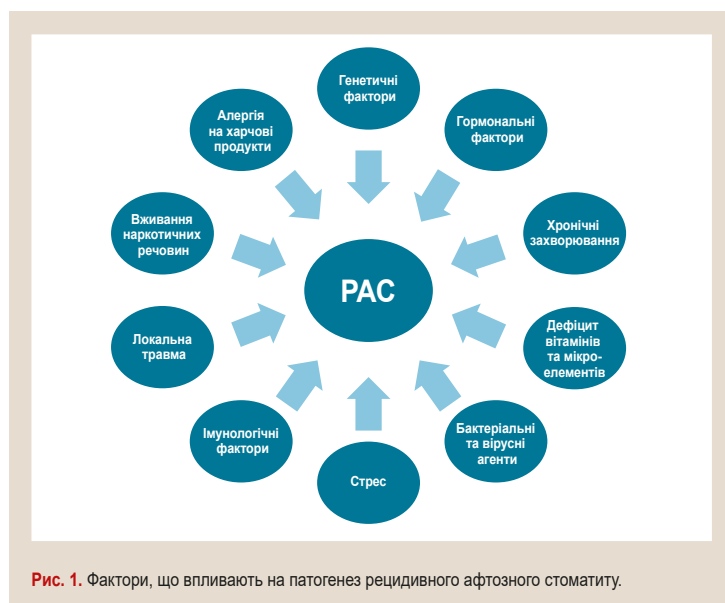 Генетичні
фактори
Гормональні
фактори
Хронічні
захворювання
Дефіцит
вітамінів
та мікро-
елементів
Бактеріальні
та вірусні
агенти
Стрес
Імунологічні
фактори
Локальна
травма
Вживання
наркотичних
речовин
Алергія
на харчові
продукти
РАС
Рис. 1. Фактори, що впливають на патогенез рецидивного афтозного стоматиту.